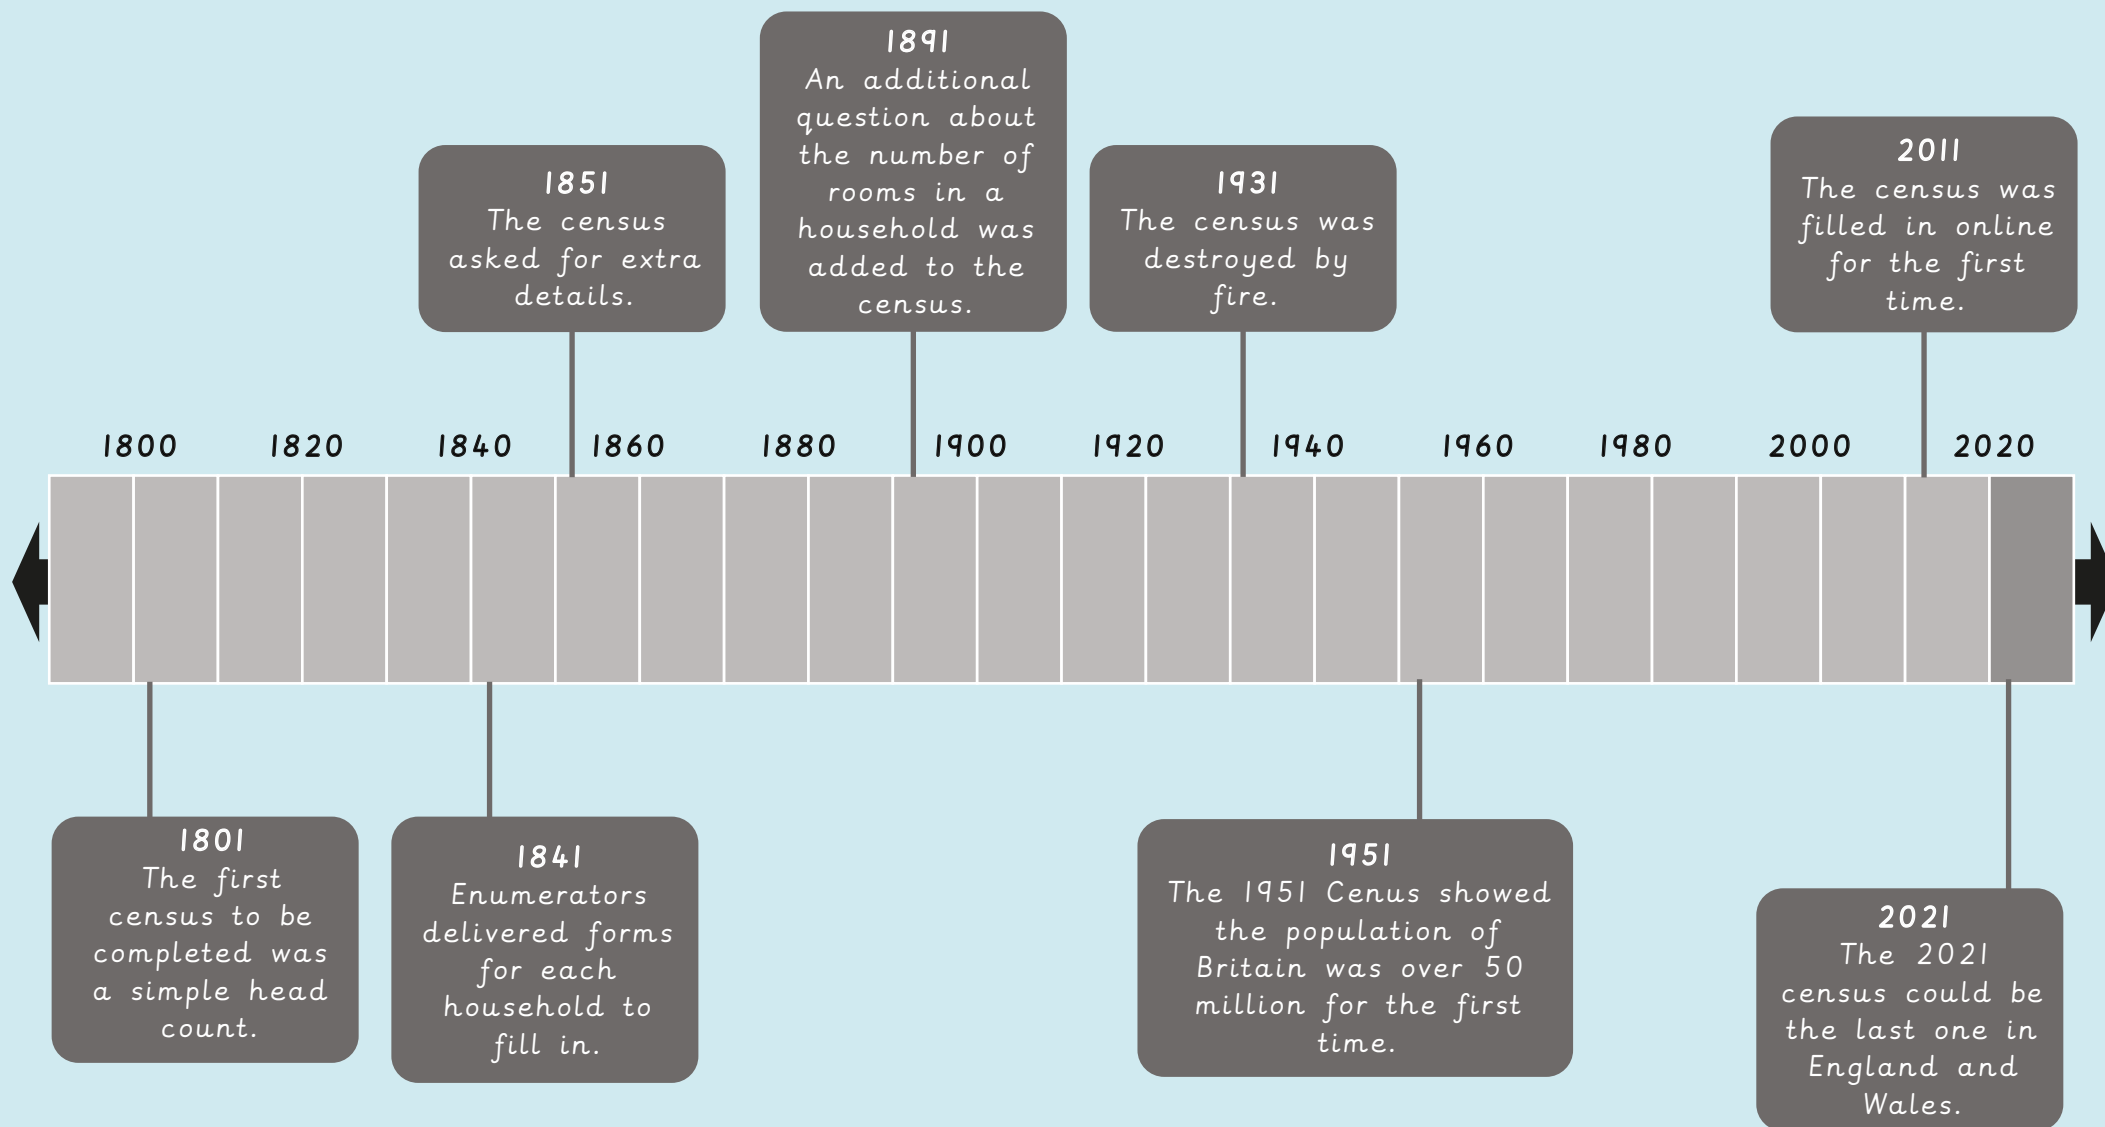 1891
An additional
question about
the number of
rooms in a
household was
added to the
census.
1851
The census
asked for extra
details.
1931
The census was
destroyed by
fire.
2011
The census was
filled in online
for the first
time.
1800 1820 1840 1860 1880 1900 1920 1940 1960 1980 2000 2020
1801
The first
census to be
completed was
a simple head
count.
1841
Enumerators
delivered forms
for each
household to
fill in.
1951
The 1951 Cenus showed
the population of
Britain was over 50
million for the first
time.
2021
The 2021
census could be
the last one in
England and
Wales.